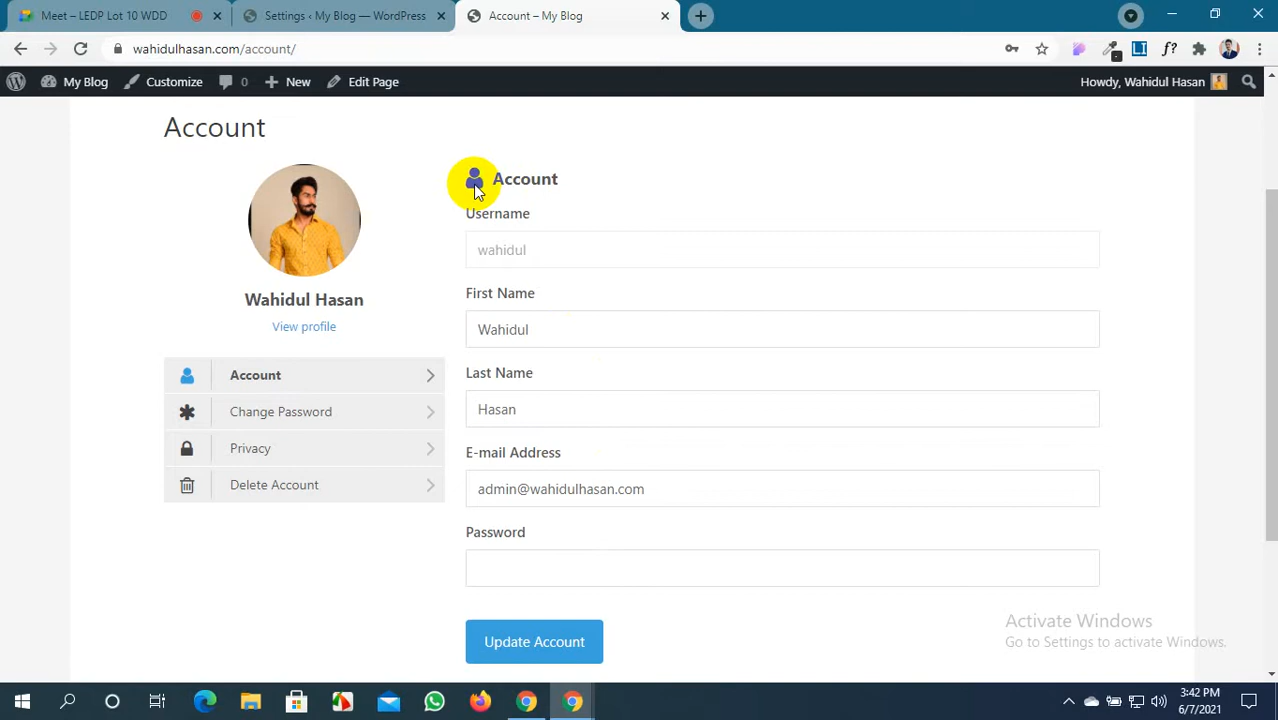 Meet – LEDP Lot 10 WDD
Settings ‹ My Blog — WordPress
Account – My Blog
wahidulhasan.com/account/
My Blog
Customize
0
New
Edit Page
Howdy, Wahidul Hasan
Account
Wahidul Hasan
View profile
Account
Change Password
Privacy
Delete Account
Account
Username
wahidul
First Name
Wahidul
Last Name
Hasan
E-mail Address
admin@wahidulhasan.com
Password
Update Account
Activate Windows
Go to Settings to activate Windows.
3:42 PM
6/7/2021